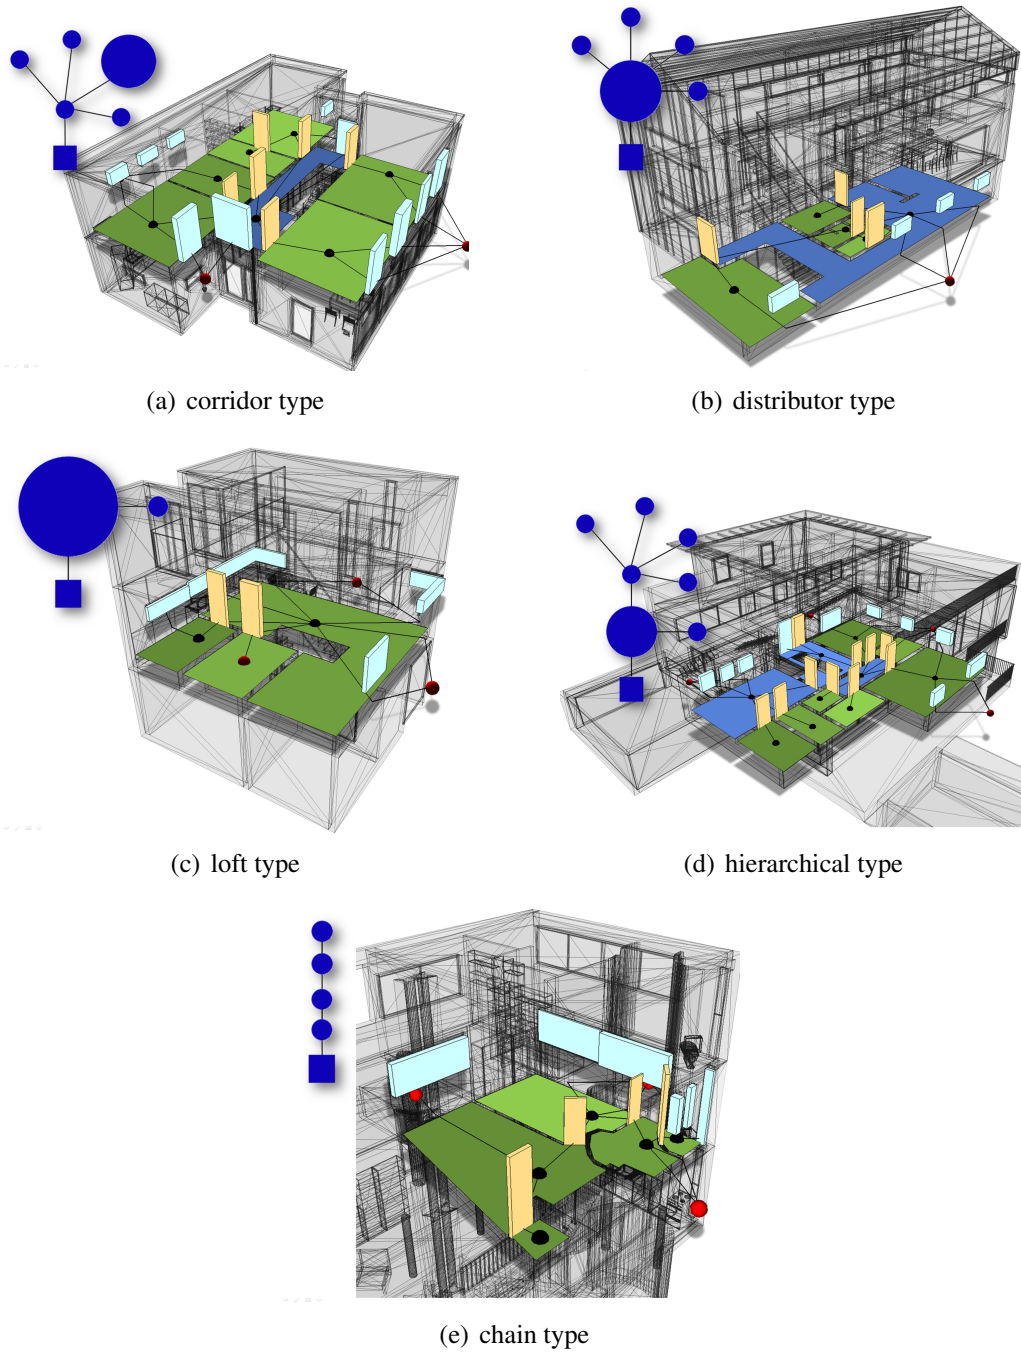 (a) corridor type
(b) distributor type
(c) loft type
(d) hierarchical type
(e) chain type